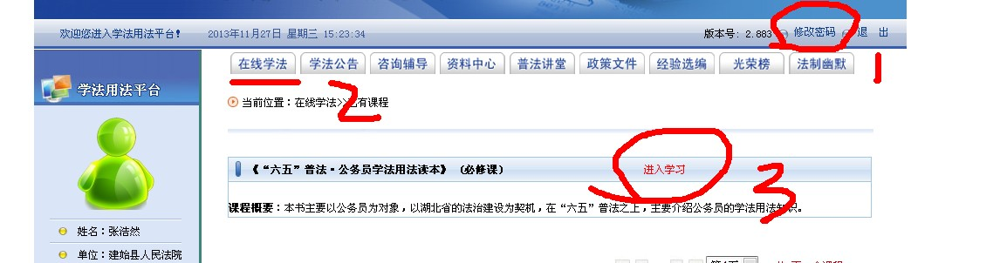 欢迎您进入学法用法平台! 2013年11月27日 星期三 15:23:34 版本号: 2.883 修改密码 退 出
在线学法 学法公告 咨询辅导 资料中心 普法讲堂 政策文件 经验选编 光荣榜 法制幽默
1
学法用法平台
2
当前位置：在线学法>>已有课程
《“六五”普法·公务员学法用法读本》 (必修课) 进入学习
3
课程概要：本书主要以公务员为对象，以湖北省的法治建设为契机，在“六五”普法之上，主要介绍公务员的学法用法知识。
姓名：张浩然
单位：建始县人民法院